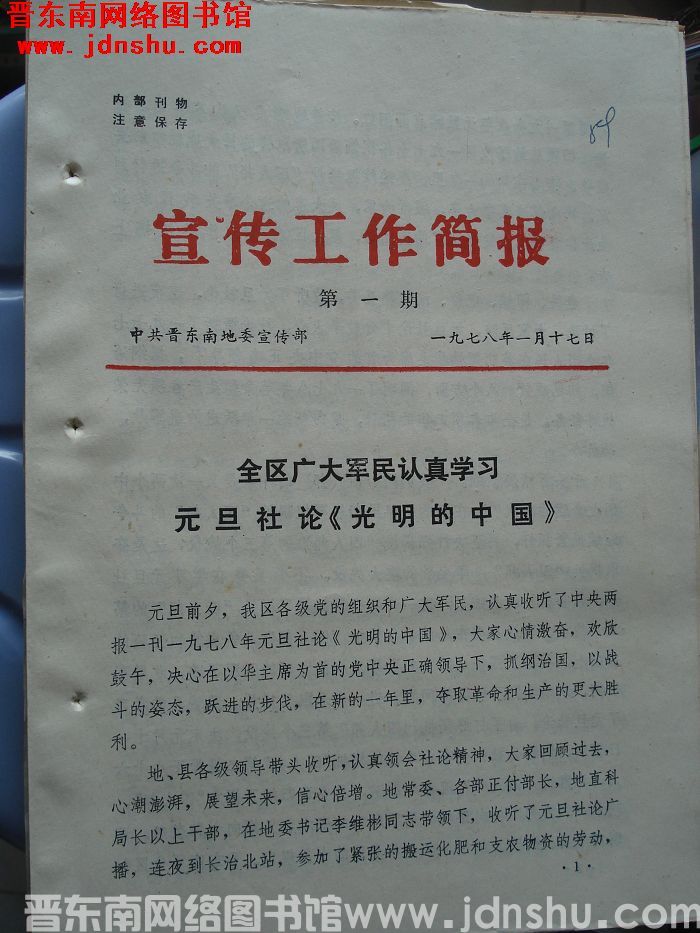 晋东南网络图书馆
www.jdnshu.com
内部刊物
注意保存
宣传工作简报
第一期
中共晋东南地委宣传部 一九七八年一月十七日
全区广大军民认真学习
元旦社论《光明的中国》
元旦前夕，我区各级党的组织和广大军民，认真收听了中央两
报一刊一九七八年元旦社论《光明的中国》，大家心情激奋，欢欣
鼓午，决心在以华主席为首的党中央正确领导下，抓纲治国，以战
斗的姿态，跃进的步伐，在新的一年里，夺取革命和生产的更大胜
利。
地、县各级领导带头收听，认真领会社论精神，大家回顾过去，
心潮澎湃，展望未来，信心倍增。地常委、各部正付部长，地直科
局长以上干部，在地委书记李维彬同志带领下，收听了元旦社论广
播，连夜到长治北站，参加了紧张的搬运化肥和支农物资的劳动，
·1·
晋东南网络图书馆www.jdnshu.com